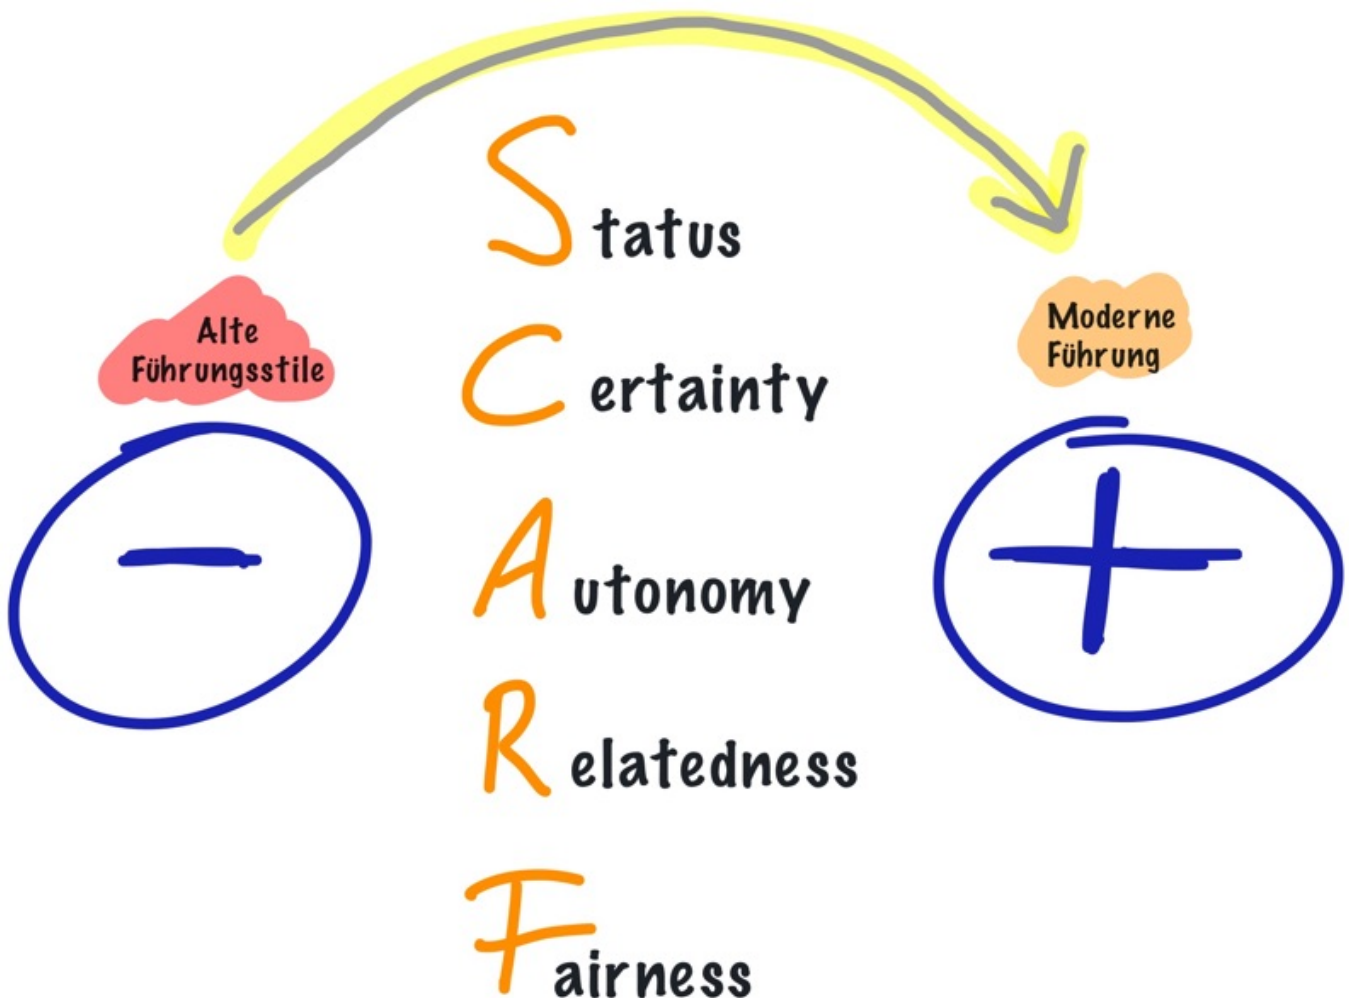 Status
Alte
Führungsstile
Moderne
Führung
Certainty
Autonomy
Relatedness
Fairness